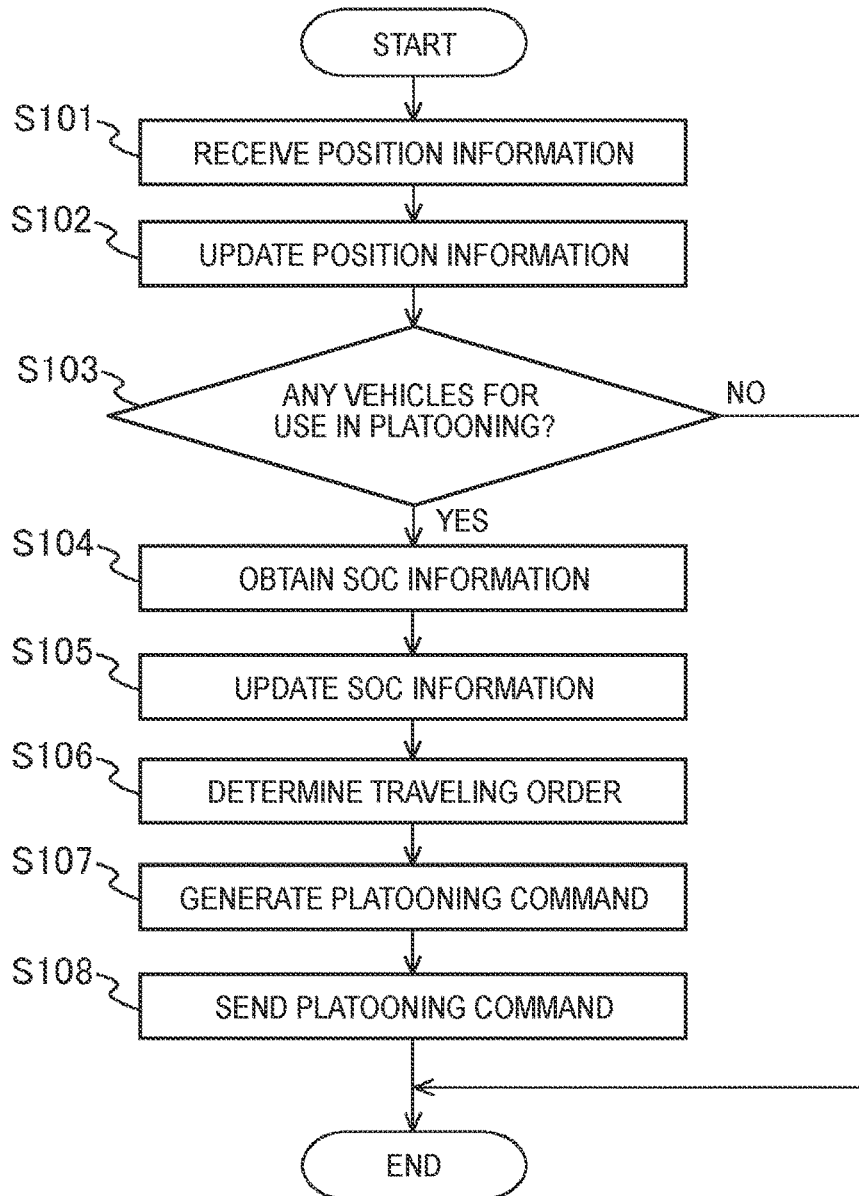 START
S101
RECEIVE POSITION INFORMATION
S102
UPDATE POSITION INFORMATION
S103
ANY VEHICLES FOR
USE IN PLATOONING?
NO
YES
S104
OBTAIN SOC INFORMATION
S105
UPDATE SOC INFORMATION
S106
DETERMINE TRAVELING ORDER
S107
GENERATE PLATOONING COMMAND
S108
SEND PLATOONING COMMAND
END